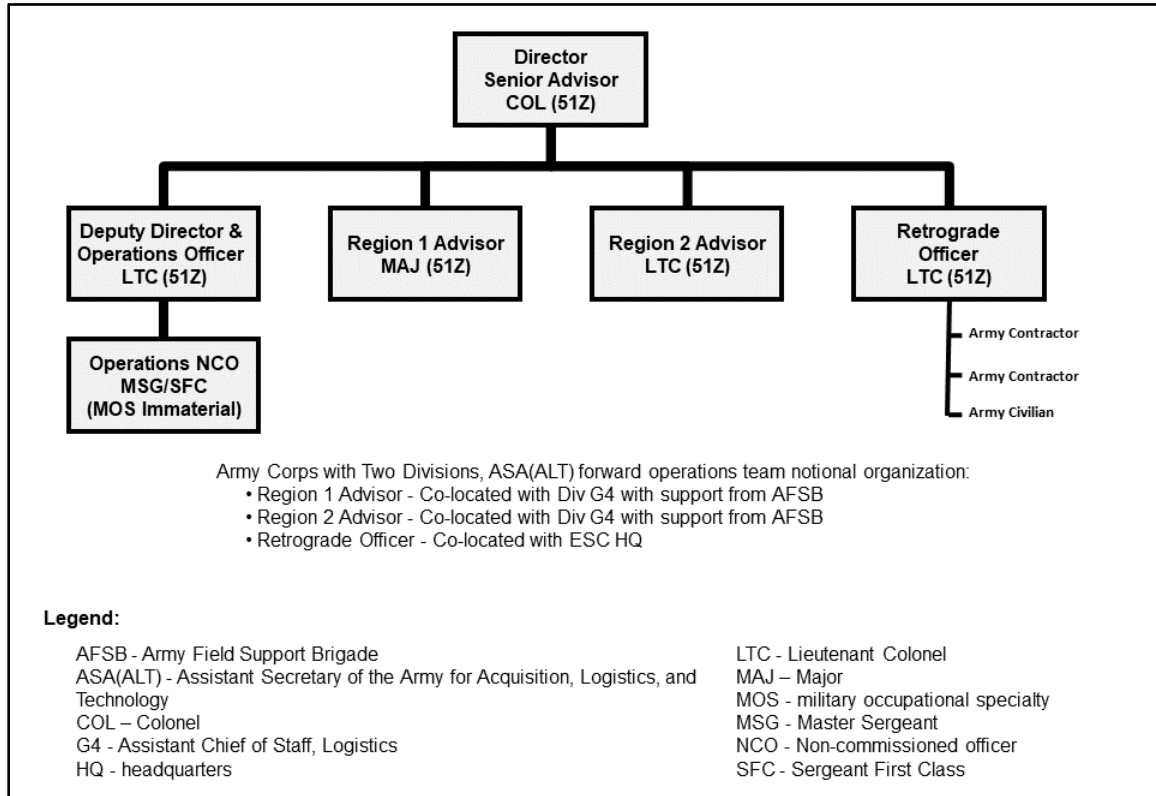 Director
Senior Advisor
COL (51Z)
Deputy Director &
Operations Officer
LTC (51Z)
Region 1 Advisor
MAJ (51Z)
Region 2 Advisor
LTC (51Z)
Retrograde
Officer
LTC (51Z)
Operations NCO
MSG/SFC
(MOS Immaterial)
Army Contractor
Army Contractor
Army Civilian
Army Corps with Two Divisions, ASA(ALT) forward operations team notional organization:
• Region 1 Advisor - Co-located with Div G4 with support from AFSB
• Region 2 Advisor - Co-located with Div G4 with support from AFSB
• Retrograde Officer - Co-located with ESC HQ
Legend:
AFSB - Army Field Support Brigade
ASA(ALT) - Assistant Secretary of the Army for Acquisition, Logistics, and
Technology
COL – Colonel
G4 - Assistant Chief of Staff, Logistics
HQ - headquarters
LTC - Lieutenant Colonel
MAJ – Major
MOS - military occupational specialty
MSG - Master Sergeant
NCO - Non-commissioned officer
SFC - Sergeant First Class